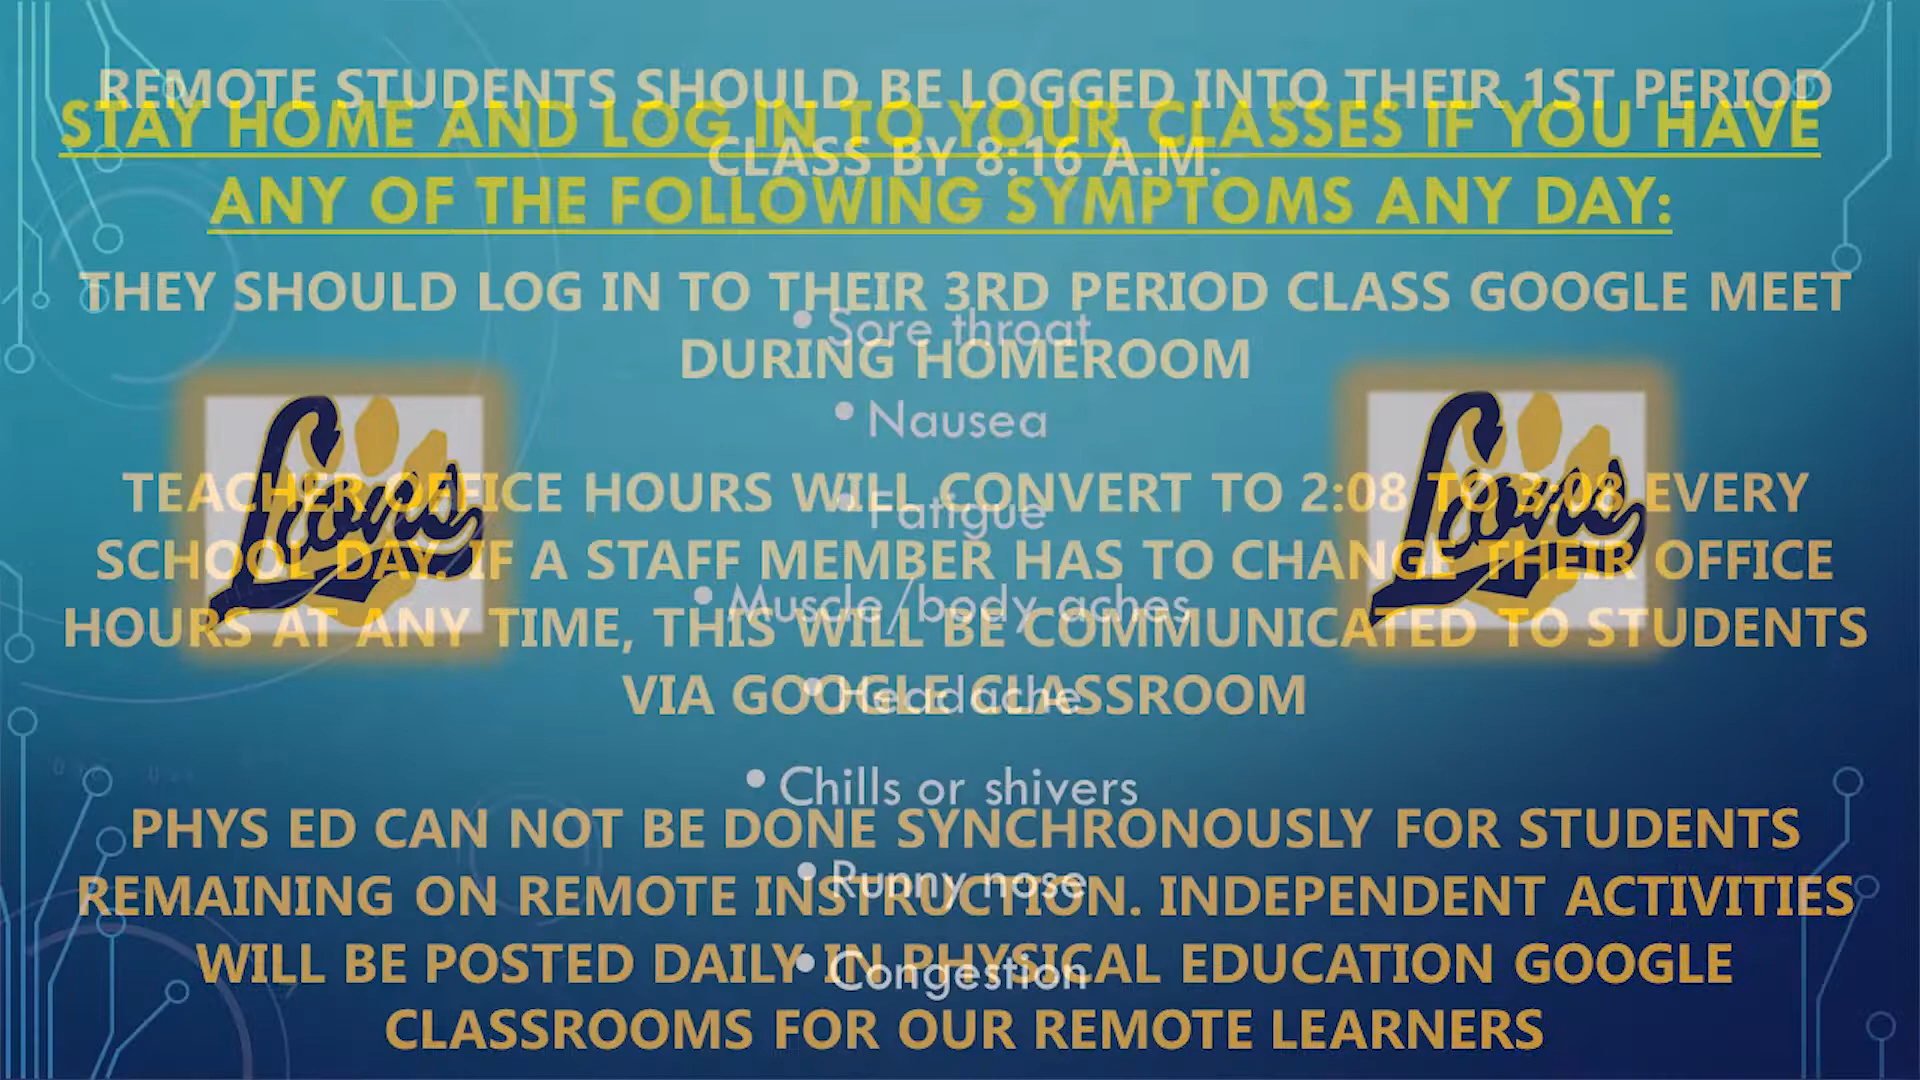 REMOTE STUDENTS SHOULD BE LOGGED INTO THEIR 1ST PERIOD
CLASS BY 8:16 A.M.
THEY SHOULD LOG IN TO THEIR 3RD PERIOD CLASS GOOGLE MEET
DURING HOMEROOM
TEACHER OFFICE HOURS WILL CONVERT TO 2:08 TO 3:08 EVERY
SCHOOL DAY. IF A STAFF MEMBER HAS TO CHANGE THEIR OFFICE
HOURS AT ANY TIME, THIS WILL BE COMMUNICATED TO STUDENTS
VIA GOOGLE CLASSROOM
PHYS ED CAN NOT BE DONE SYNCHRONOUSLY FOR STUDENTS
REMAINING ON REMOTE INSTRUCTION. INDEPENDENT ACTIVITIES
WILL BE POSTED DAILY IN PHYSICAL EDUCATION GOOGLE
CLASSROOMS FOR OUR REMOTE LEARNERS
STAY HOME AND LOG IN TO YOUR CLASSES IF YOU HAVE
ANY OF THE FOLLOWING SYMPTOMS ANY DAY:
• Sore throat
• Nausea
• Fatigue
• Muscle/body aches
• Headache
• Chills or shivers
• Runny nose
• Congestion
Lions
Lions